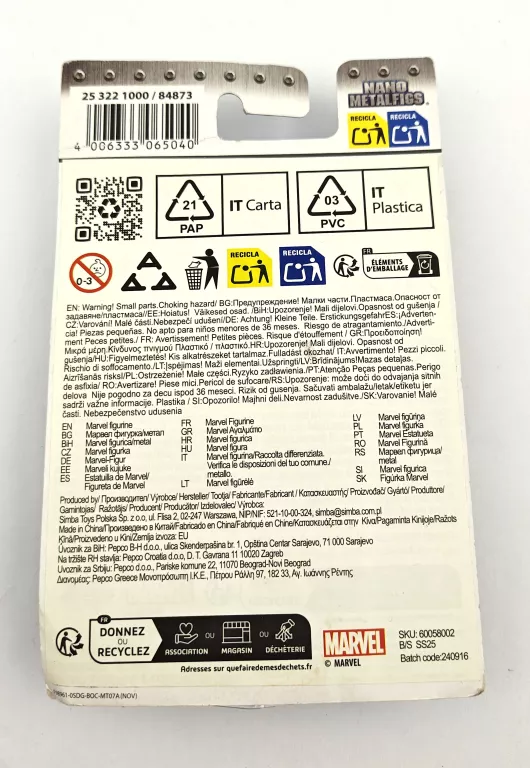 25 322 1000 / 84873
4 006333 065040
NANO
METALFIGS
RECICLA
RECICLA
21
PAP
IT Carta
03
PVC
IT
Plastica
0-3
RECICLA
RECICLA
FR
ÉLÉMENTS
D'EMBALLAGE
EN: Warning! Small parts.Choking hazard/ BG:Предупреждение! Малки части.Пластмаса.Опасност от
задавяне/пластмаса//EE:Hoiatus! Väikesed osad. /BiH:Upozorenje! Mali dijelovi.Opasnost od gušenja /
CZ:Varování! Malé části.Nebezpečí udušení/DE: Achtung! Kleine Teile. ErstickungsgefahrES:¡Adverten-
cia! Piezas pequeñas. No apto para niños menores de 36 meses. Riesgo de atragantamiento./Adverti-
ment Peces petites./ FR: Avertissement! Petites pièces. Risque d'étouffement / GR:Προειδοποίηση!
Μικρά μέρη.Κίνδυνος πνιγμού Πλαστικό / πλαστικό.HR:Upozorenje! Mali dijelovi. Opasnost od
gušenja/HU:Figyelmeztetés! Kis alkatrészeket tartalmaz.Fulladást okozhat/ IT:Avvertimento! Pezzi piccoli.
Rischio di soffocamento../LT:Įspėjimas! Maži elementai.Užspringti/LV:Brīdinājums!Mazas detaļas.
Aizrīšanās risks!/PL:Ostrzeżenie! Małe części.Ryzyko zadławienia./PT:Atenção Peças pequenas.Perigo
de asfixia/ RO:Avertizare! Piese mici.Pericol de sufocare/RS:Upozorenje: može doći do odvajanja sitnih
delova Nije pogodno za decu ispod 36 meseci. Rizik od gušenja. Sačuvati ambalažu/letak/etiketu jer
sadrži važne informacije. Plastika / SI:Opozorilo! Majhni deli.Nevarnost zadušitve./SK:Varovanie! Malé
časti. Nebezpečenstvo udusenia
EN Marvel figurine
BG Марвел фигурка/метал
BiH Marvel figurica/metal
CZ Marvel figurka
DE Marvel-Figur
EE Marveli kujuke
ES Estatuilla de Marvel/
Figureta de Marvel
FR Marvel Figurine
GR Marvel Αγαλμάτιο
HR Marvel figurica
HU Marvel figura
IT Marvel figurina/Raccolta differenziata.
Verifica le disposizioni del tuo comune./
metallo.
LT Marvel figūrėlė
LV Marvel figūriņa
PL Marvel figurka
PT Marvel Estatueta
RO Marvel Figurină
RS Марвел фигурица/
metal
SI Marvel figurica
SK Figúrka Marvel
Produced by / Произиводител/ Výrobce/ Hersteller/ Tootja/ Fabricante/Fabricant / Κατασκευαστής/ Proizvođač/ Gyártó/ Produttore/
Gamintojas/ Ražotājs/ Producent/ Producător/ Izdelovalec/ Výrobca:
Simba Toys Polska Sp. z o.o, ul. Flisa 2, 02-247 Warszawa, NIP/NIF: 521-10-00-324, simba@simba.com.pl
Made in China/Произведено в Китай/Fabricado en China/Fabriqué en Chine/Κατασκευάζεται στην Κίνα/Pagaminta Kinijoje/Ražots
Ķīnā/Proizvedeno u Kini/Zemlja izvora: EU
Uvoznik za BiH: Pepco B-H d.o.o., ulica Skenderpašina br. 1, Opština Centar Sarajevo, 71 000 Sarajevo
Na tržište RH stavlja: Pepco Croatia d.o.o, D. T. Gavrana 11 10020 Zagreb
Uvoznik za Srbiju: Pepco d.o.o., Pariske komune 22, 11070 Beograd-Novi Beograd
Διανομέας: Pepco Greece Μονοπρόσωπη Ι.Κ.Ε., Πέτρου Ράλλη 97, 182 33, Αγ. Ιωάννης Ρέντης
FR
DONNEZ
OU
RECYCLEZ
ASSOCIATION
OU
MAGASIN
OU
DÉCHÈTERIE
Adresses sur quefairedemesdechets.fr
MARVEL
© MARVEL
SKU: 60058002
B/S SS25
Batch code:240916